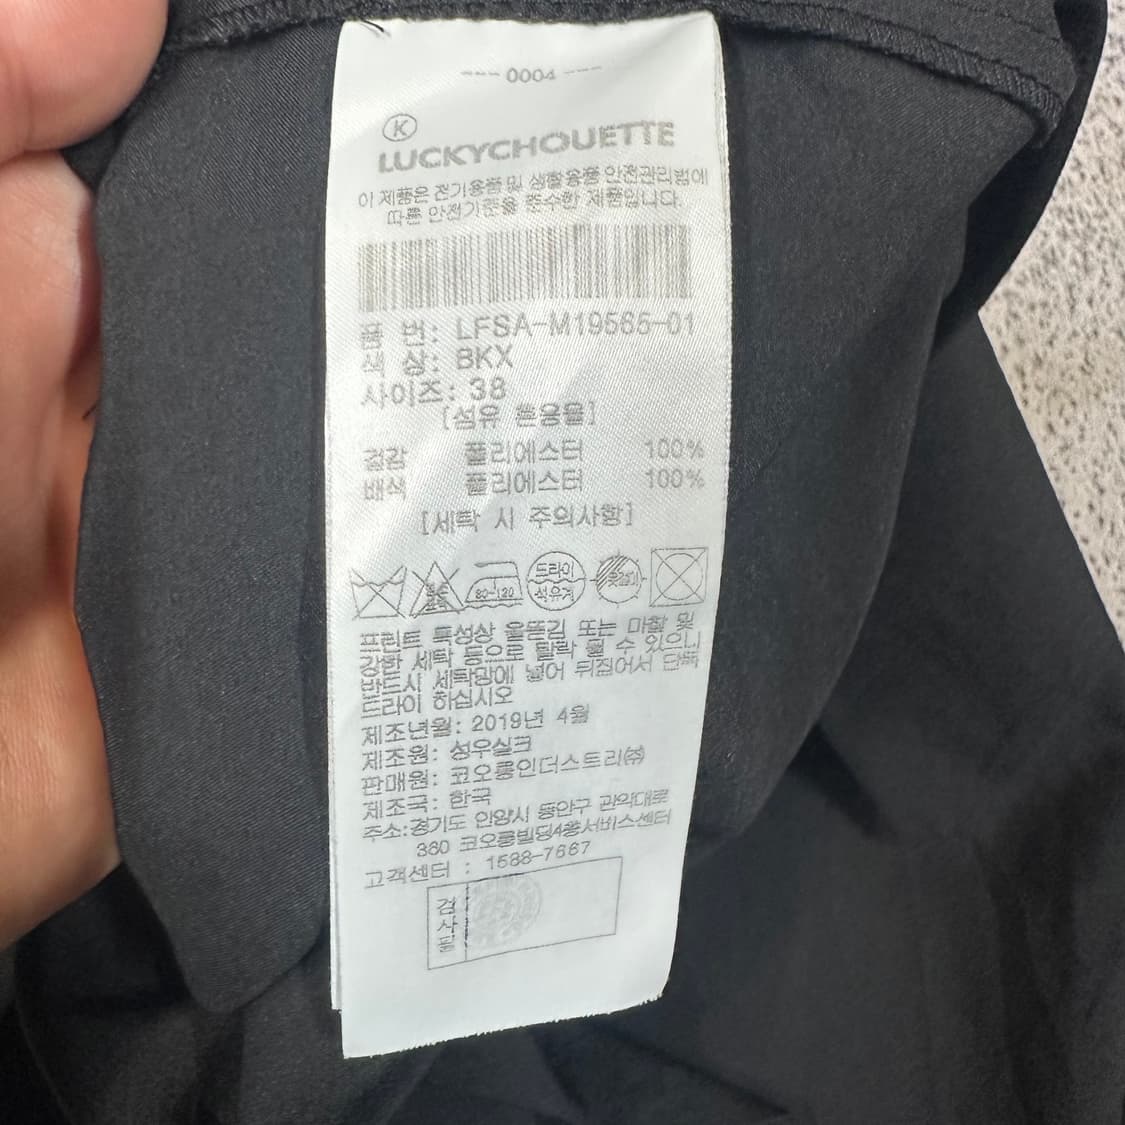 --- 0004 ---
K
LUCKYCHOUETTE
이 제품은 전기용품및 생활용품 안전관리법에
따른 안전기준을 준수한 제품입니다.
품 번: LFSA-M19565-01
색 상: BKX
사이즈: 38
[섬유 혼용율]
겉감 폴리에스터 100%
배색 폴리에스터 100%
[세탁 시 주의사항]
80-120
드라이
석유계
옷걸이
프린트 특성상 올뜯김 또는 마찰 및
강한 세탁 등으로 탈락 될 수 있으니
반드시 세탁망에 넣어 뒤집어서 단독
드라이 하십시오
제조년월: 2019년 4월
제조원: 성우실크
판매원: 코오롱인더스트리㈜
제조국: 한국
주소:경기도 안양시 동안구 관악대로
360 코오롱빌딩4층서비스센터
고객센터 : 1588-7667
검사필